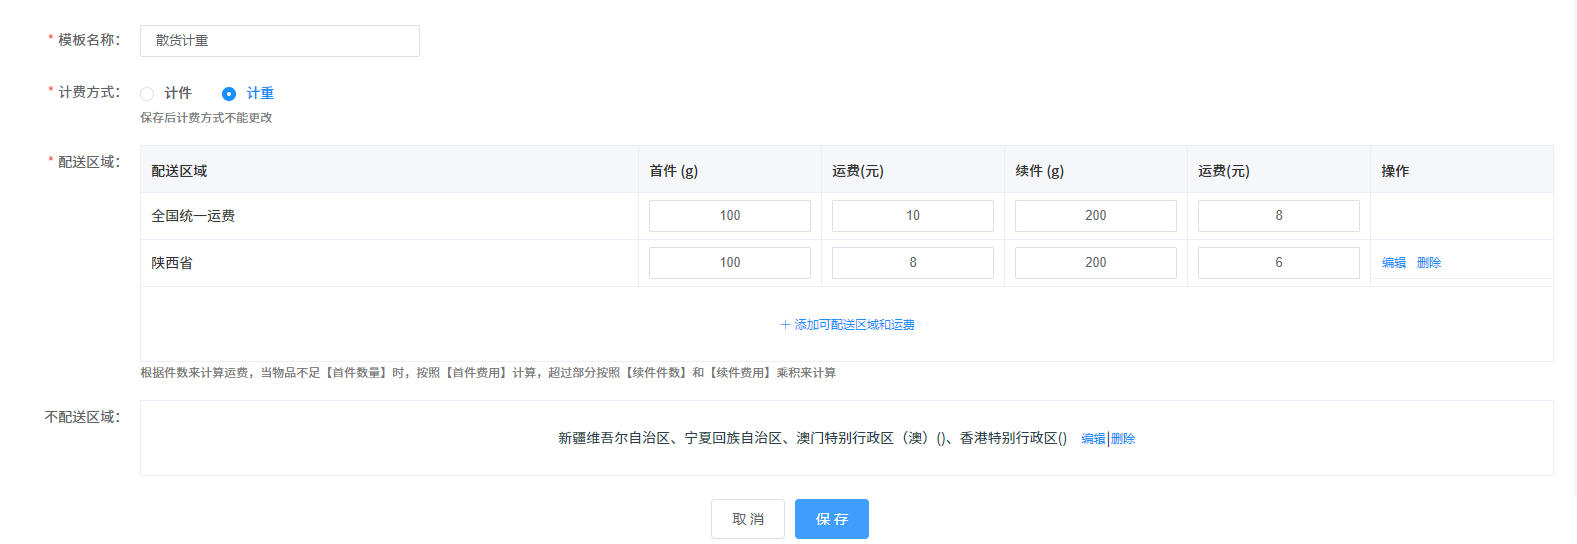 * 模板名称： 散货计重
* 计费方式： 计件 计重
保存后计费方式不能更改
* 配送区域： 配送区域 首件 (g) 运费(元) 续件 (g) 运费(元) 操作
全国统一运费 100 10 200 8
陕西省 100 8 200 6 编辑 删除
+ 添加可配送区域和运费
根据件数来计算运费，当物品不足【首件数量】时，按照【首件费用】计算，超过部分按照【续件件数】和【续件费用】乘积来计算
不配送区域： 新疆维吾尔自治区、宁夏回族自治区、澳门特别行政区（澳）()、香港特别行政区() 编辑|删除
取消 保存